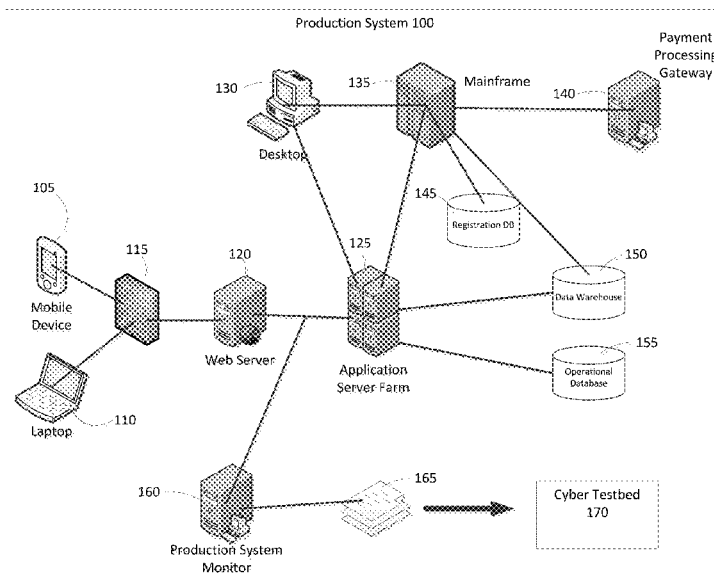 Production System 100
Payment
Processing
Gateway
130
135
Mainframe
140
Desktop
105
115
120
125
145
Registration DB
150
Data Warehouse
Mobile
Device
Web Server
Application
Server Farm
155
Operational
Database
Laptop
110
160
165
Cyber Testbed
170
Production System
Monitor